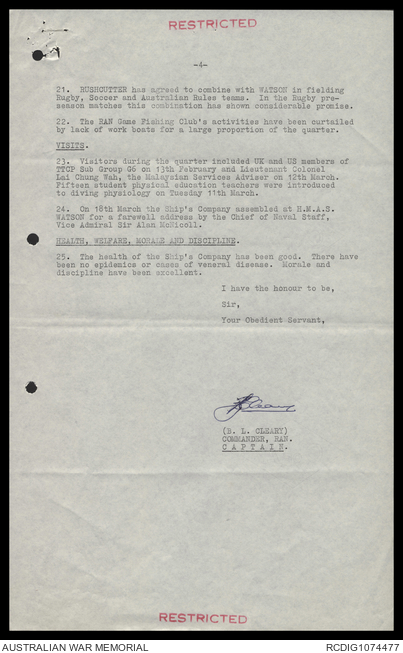 RESTRICTED
-4-
21. RUSHCUTTER has agreed to combine with WATSON in fielding
Rugby, Soccer and Australian Rules teams. In the Rugby pre-
season matches this combination has shown considerable promise.
22. The RAN Game Fishing Club's activities have been curtailed
by lack of work boats for a large proportion of the quarter.
VISITS.
23. Visitors during the quarter included UK and US members of
TTCP Sub Group G6 on 13th February and Lieutenant Colonel
Lai Chung Wah, the Malaysian Services Adviser on 12th March.
Fifteen student physical education teachers were introduced
to diving physiology on Tuesday 11th March.
24. On 18th March the Ship's Company assembled at H.M.A.S.
WATSON for a farewell address by the Chief of Naval Staff,
Vice Admiral Sir Alan McNicoll.
HEALTH, WELFARE, MORALE AND DISCIPLINE.
25. The health of the Ship's Company has been good. There have
been no epidemics or cases of veneral disease. Morale and
discipline have been excellent.
I have the honour to be,
Sir,
Your Obedient Servant,
(B. L. CLEARY)
COMMANDER, RAN.
CAPTAIN.
RESTRICTED
AUSTRALIAN WAR MEMORIAL
RCDIG1074477